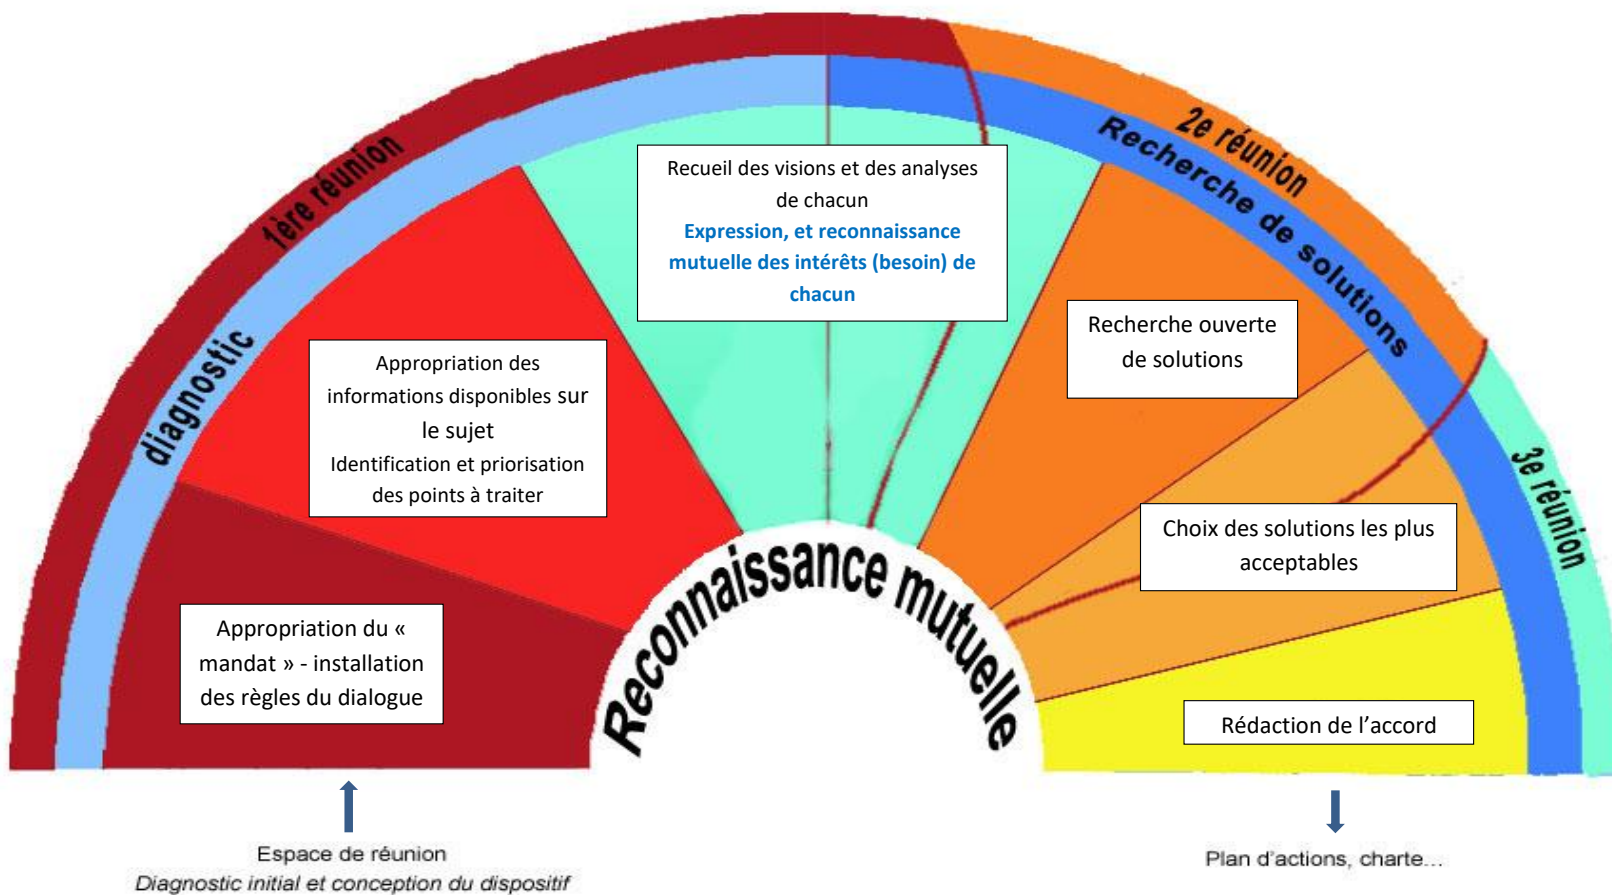 1ère réunion
2e réunion
3e réunion
diagnostic
Recherche de solutions
Recueil des visions et des analyses
de chacun
Expression, et reconnaissance
mutuelle des intérêts (besoin) de
chacun
Appropriation des
informations disponibles sur
le sujet
Identification et priorisation
des points à traiter
Appropriation du «
mandat » - installation
des règles du dialogue
Recherche ouverte
de solutions
Choix des solutions les plus
acceptables
Rédaction de l’accord
Reconnaissance mutuelle
Espace de réunion
Diagnostic initial et conception du dispositif
Plan d’actions, charte...